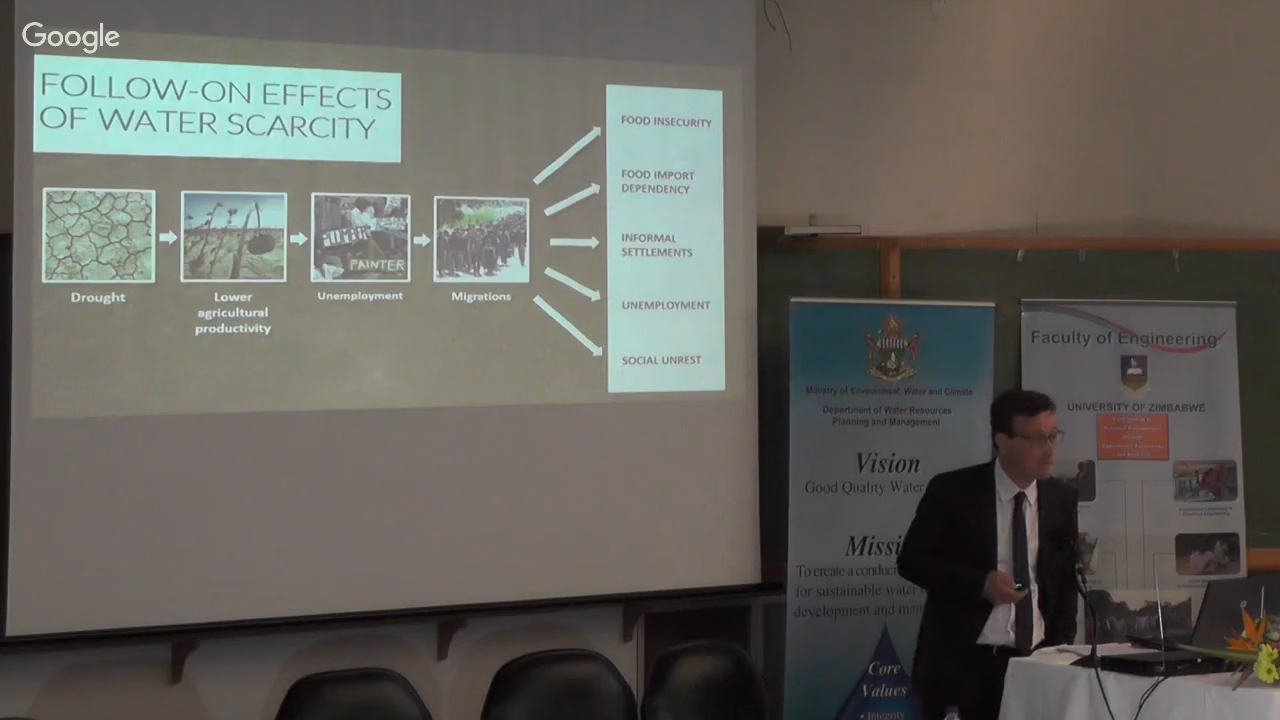 Google
FOLLOW-ON EFFECTS
OF WATER SCARCITY
Drought
Lower
agricultural
productivity
PAINTER
Unemployment
Migrations
FOOD INSECURITY
FOOD IMPORT
DEPENDENCY
INFORMAL
SETTLEMENTS
UNEMPLOYMENT
SOCIAL UNREST
Ministry of Environment, Water and Climate
Department of Water Resources
Planning and Management
Vision
Good Quality Water
Missi
To create a conduci
for sustainable water
development and ma
Core
Values
• Integrity
Faculty of Engineering
UNIVERSITY OF ZIMBABWE